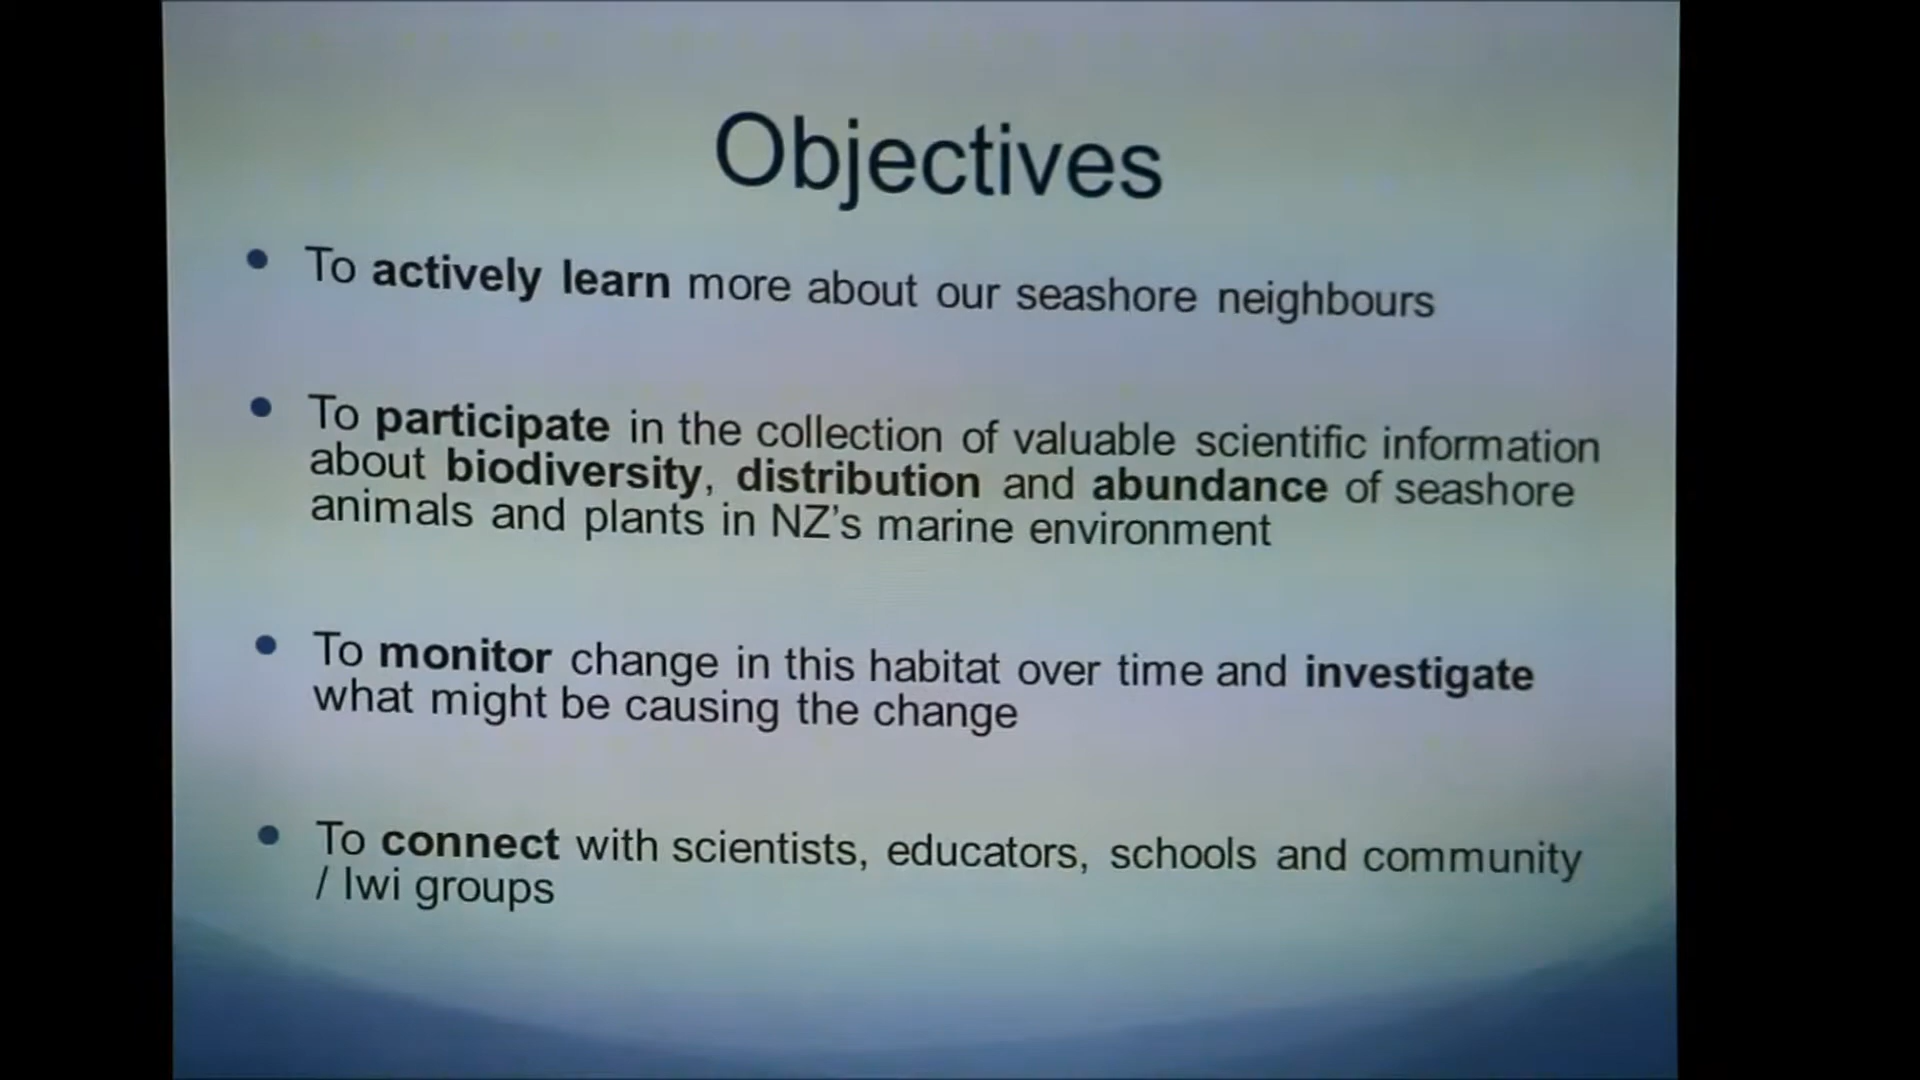 Objectives
• To actively learn more about our seashore neighbours
• To participate in the collection of valuable scientific information
about biodiversity, distribution and abundance of seashore
animals and plants in NZ’s marine environment
• To monitor change in this habitat over time and investigate
what might be causing the change
• To connect with scientists, educators, schools and community
/ Iwi groups